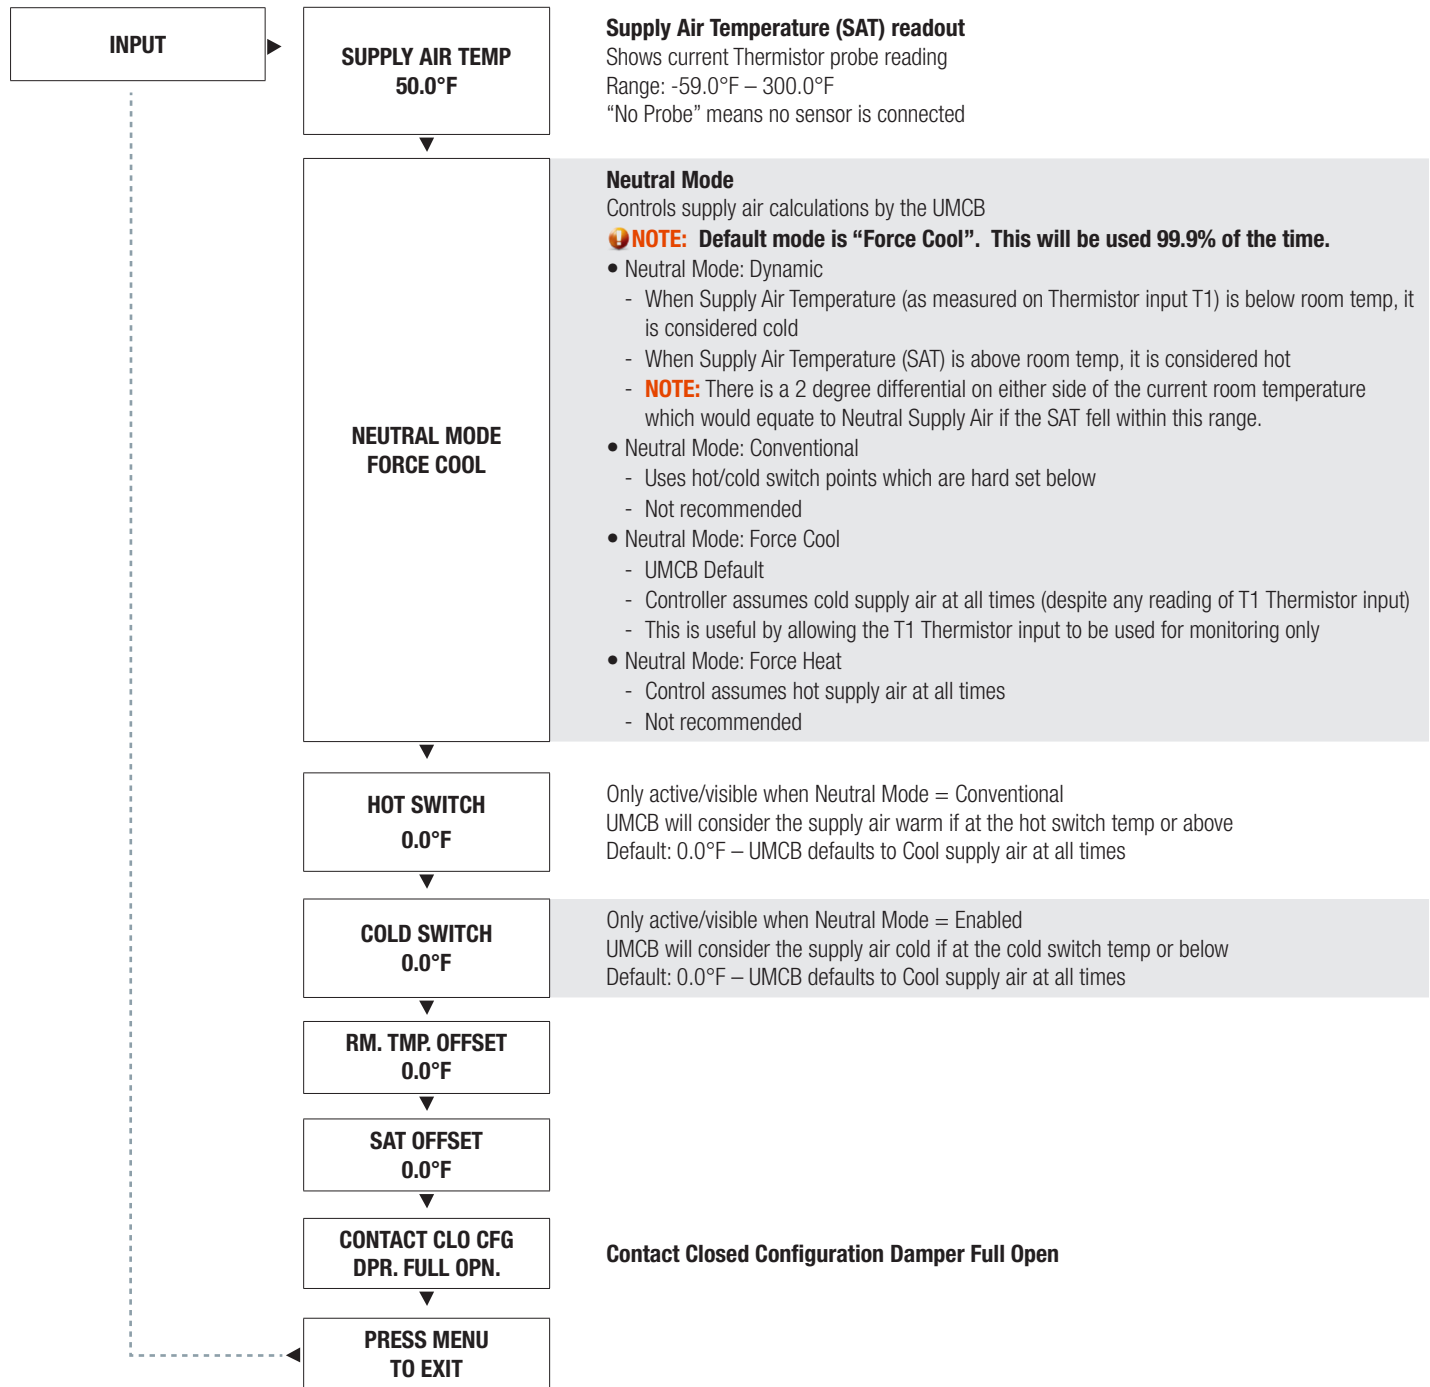 INPUT
SUPPLY AIR TEMP
50.0°F
Supply Air Temperature (SAT) readout
Shows current Thermistor probe reading
Range: -59.0°F – 300.0°F
“No Probe” means no sensor is connected
NEUTRAL MODE
FORCE COOL
Neutral Mode
Controls supply air calculations by the UMCB
NOTE: Default mode is “Force Cool”. This will be used 99.9% of the time.
• Neutral Mode: Dynamic
- When Supply Air Temperature (as measured on Thermistor input T1) is below room temp, it
is considered cold
- When Supply Air Temperature (SAT) is above room temp, it is considered hot
- NOTE: There is a 2 degree differential on either side of the current room temperature
which would equate to Neutral Supply Air if the SAT fell within this range.
• Neutral Mode: Conventional
- Uses hot/cold switch points which are hard set below
- Not recommended
• Neutral Mode: Force Cool
- UMCB Default
- Controller assumes cold supply air at all times (despite any reading of T1 Thermistor input)
- This is useful by allowing the T1 Thermistor input to be used for monitoring only
• Neutral Mode: Force Heat
- Control assumes hot supply air at all times
- Not recommended
HOT SWITCH
0.0°F
Only active/visible when Neutral Mode = Conventional
UMCB will consider the supply air warm if at the hot switch temp or above
Default: 0.0°F – UMCB defaults to Cool supply air at all times
COLD SWITCH
0.0°F
Only active/visible when Neutral Mode = Enabled
UMCB will consider the supply air cold if at the cold switch temp or below
Default: 0.0°F – UMCB defaults to Cool supply air at all times
RM. TMP. OFFSET
0.0°F
SAT OFFSET
0.0°F
CONTACT CLO CFG
DPR. FULL OPN.
Contact Closed Configuration Damper Full Open
PRESS MENU
TO EXIT